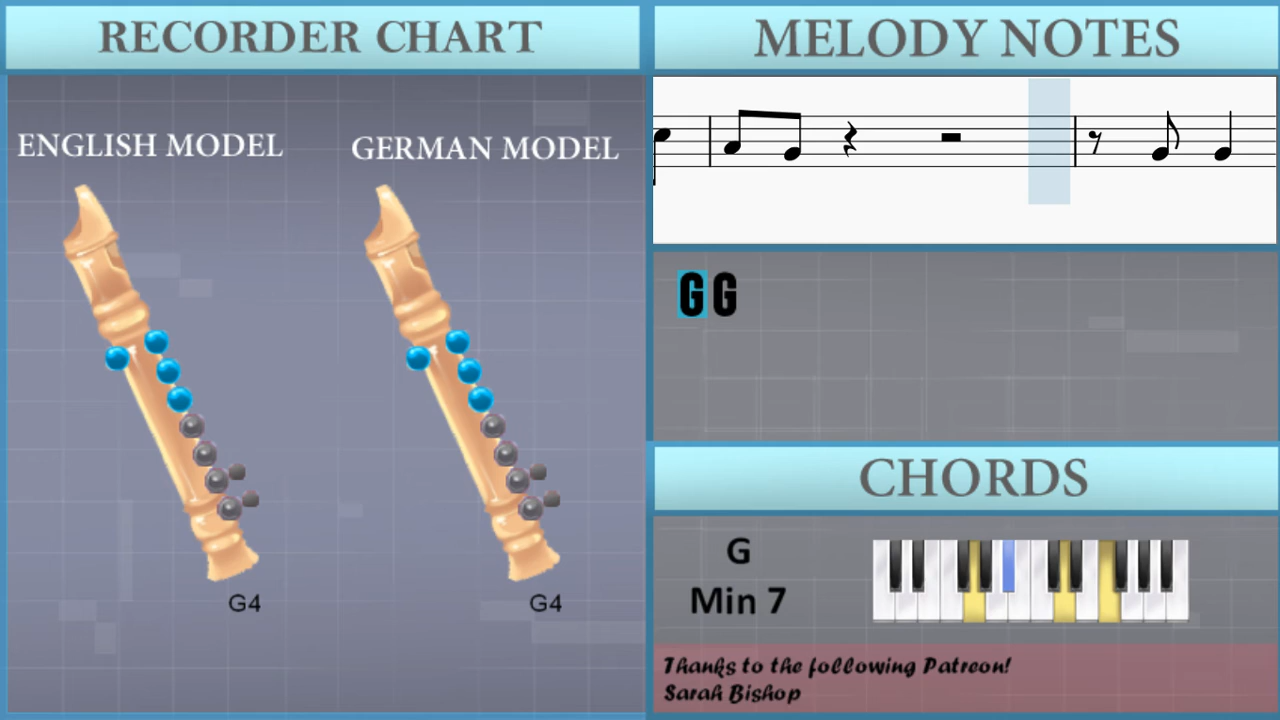 RECORDER CHART
ENGLISH MODEL
GERMAN MODEL
G4
G4
MELODY NOTES
G G
CHORDS
G
Min 7
Thanks to the following Patreon!
Sarah Bishop